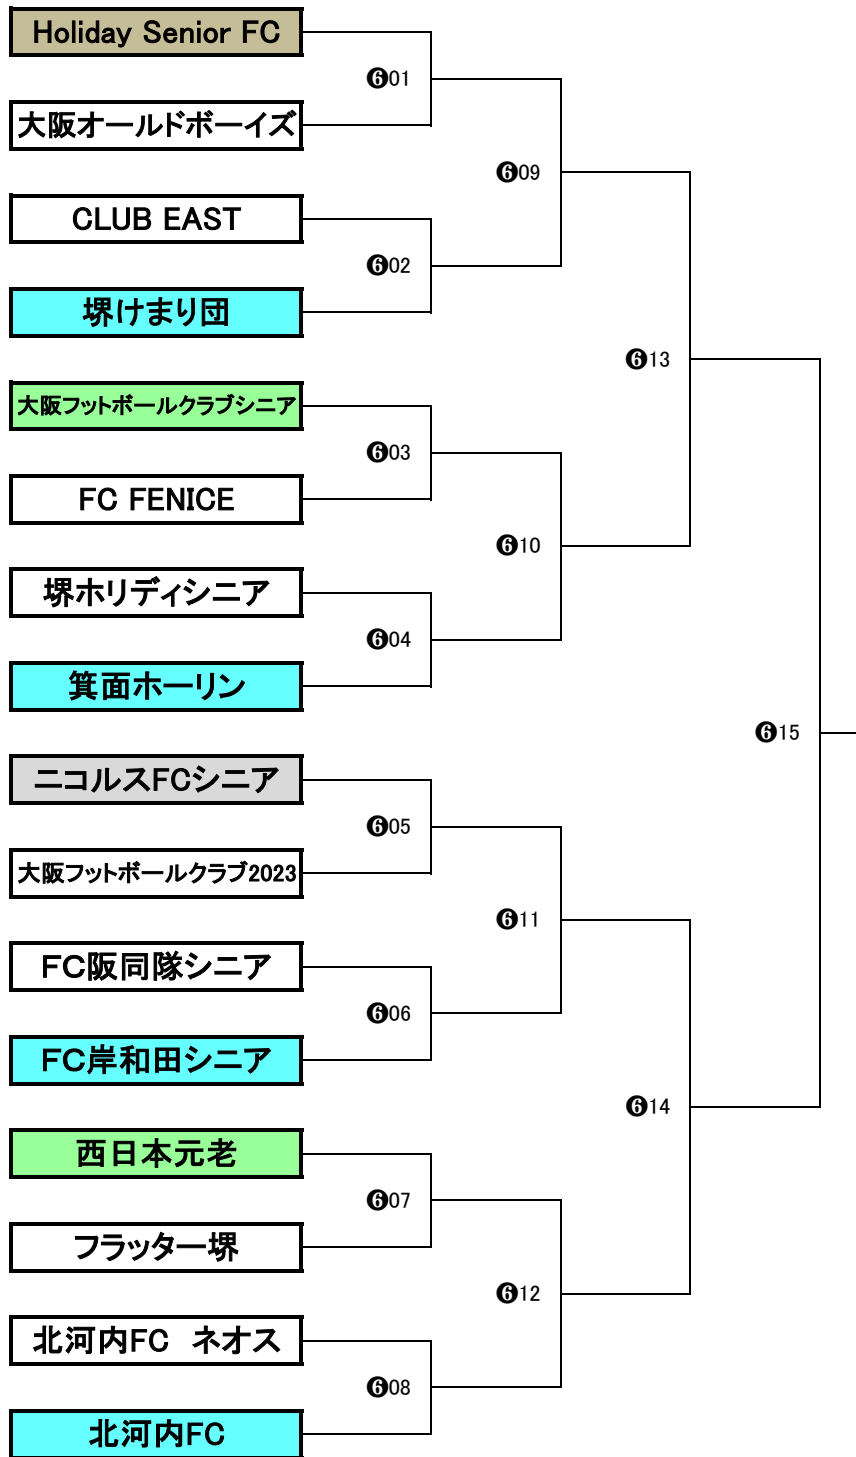 Holiday Senior FC
❻01
大阪オールドボーイズ
❻09
CLUB EAST
❻02
堺けまり団
❻13
大阪フットボールクラブシニア
❻03
FC FENICE
❻10
堺ホリディシニア
❻04
箕面ホーリン
❻15
ニコルスFCシニア
❻05
大阪フットボールクラブ2023
❻11
FC阪同隊シニア
❻06
FC岸和田シニア
❻14
西日本元老
❻07
フラッター堺
❻12
北河内FC　ネオス
❻08
北河内FC